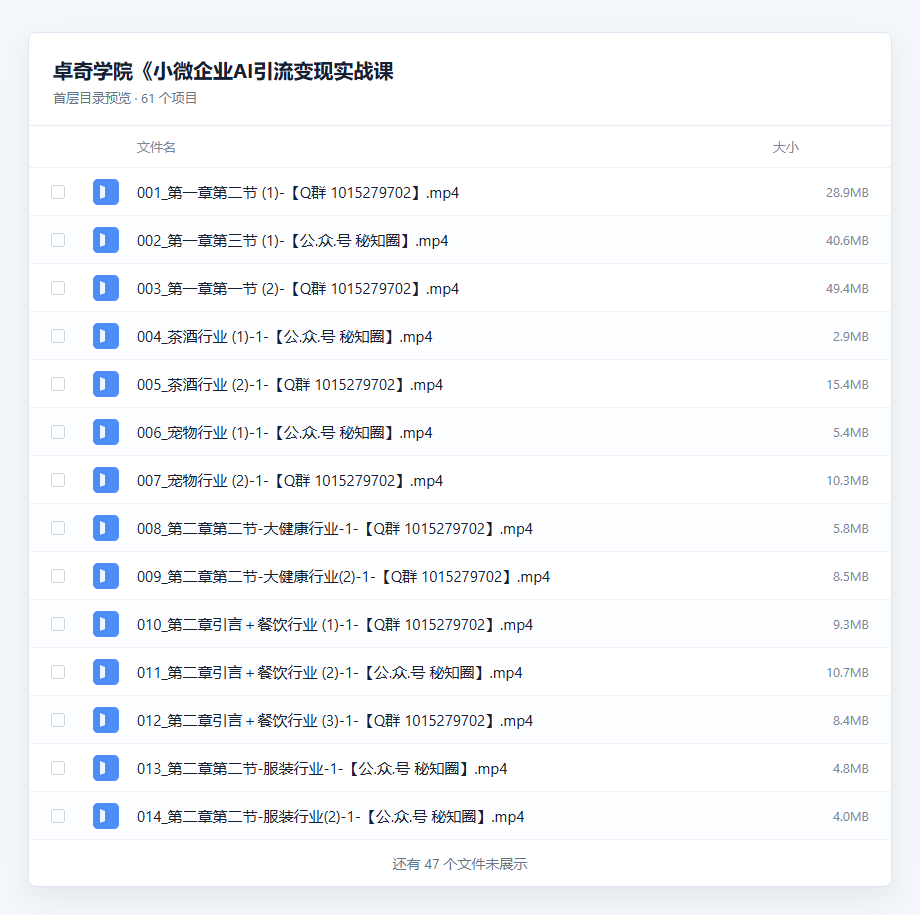 卓奇学院《小微企业AI引流变现实战课
首层目录预览 · 61 个项目
文件名 大小
001_第一章第二节 (1)-【Q群 1015279702】.mp4 28.9MB
002_第一章第三节 (1)-【公.众.号 秘知圈】.mp4 40.6MB
003_第一章第一节 (2)-【Q群 1015279702】.mp4 49.4MB
004_茶酒行业 (1)-1-【公.众.号 秘知圈】.mp4 2.9MB
005_茶酒行业 (2)-1-【Q群 1015279702】.mp4 15.4MB
006_宠物行业 (1)-1-【公.众.号 秘知圈】.mp4 5.4MB
007_宠物行业 (2)-1-【Q群 1015279702】.mp4 10.3MB
008_第二章第二节-大健康行业-1-【Q群 1015279702】.mp4 5.8MB
009_第二章第二节-大健康行业(2)-1-【Q群 1015279702】.mp4 8.5MB
010_第二章引言＋餐饮行业 (1)-1-【Q群 1015279702】.mp4 9.3MB
011_第二章引言＋餐饮行业 (2)-1-【公.众.号 秘知圈】.mp4 10.7MB
012_第二章引言＋餐饮行业 (3)-1-【Q群 1015279702】.mp4 8.4MB
013_第二章第二节-服装行业-1-【公.众.号 秘知圈】.mp4 4.8MB
014_第二章第二节-服装行业(2)-1-【公.众.号 秘知圈】.mp4 4.0MB
还有 47 个文件未展示